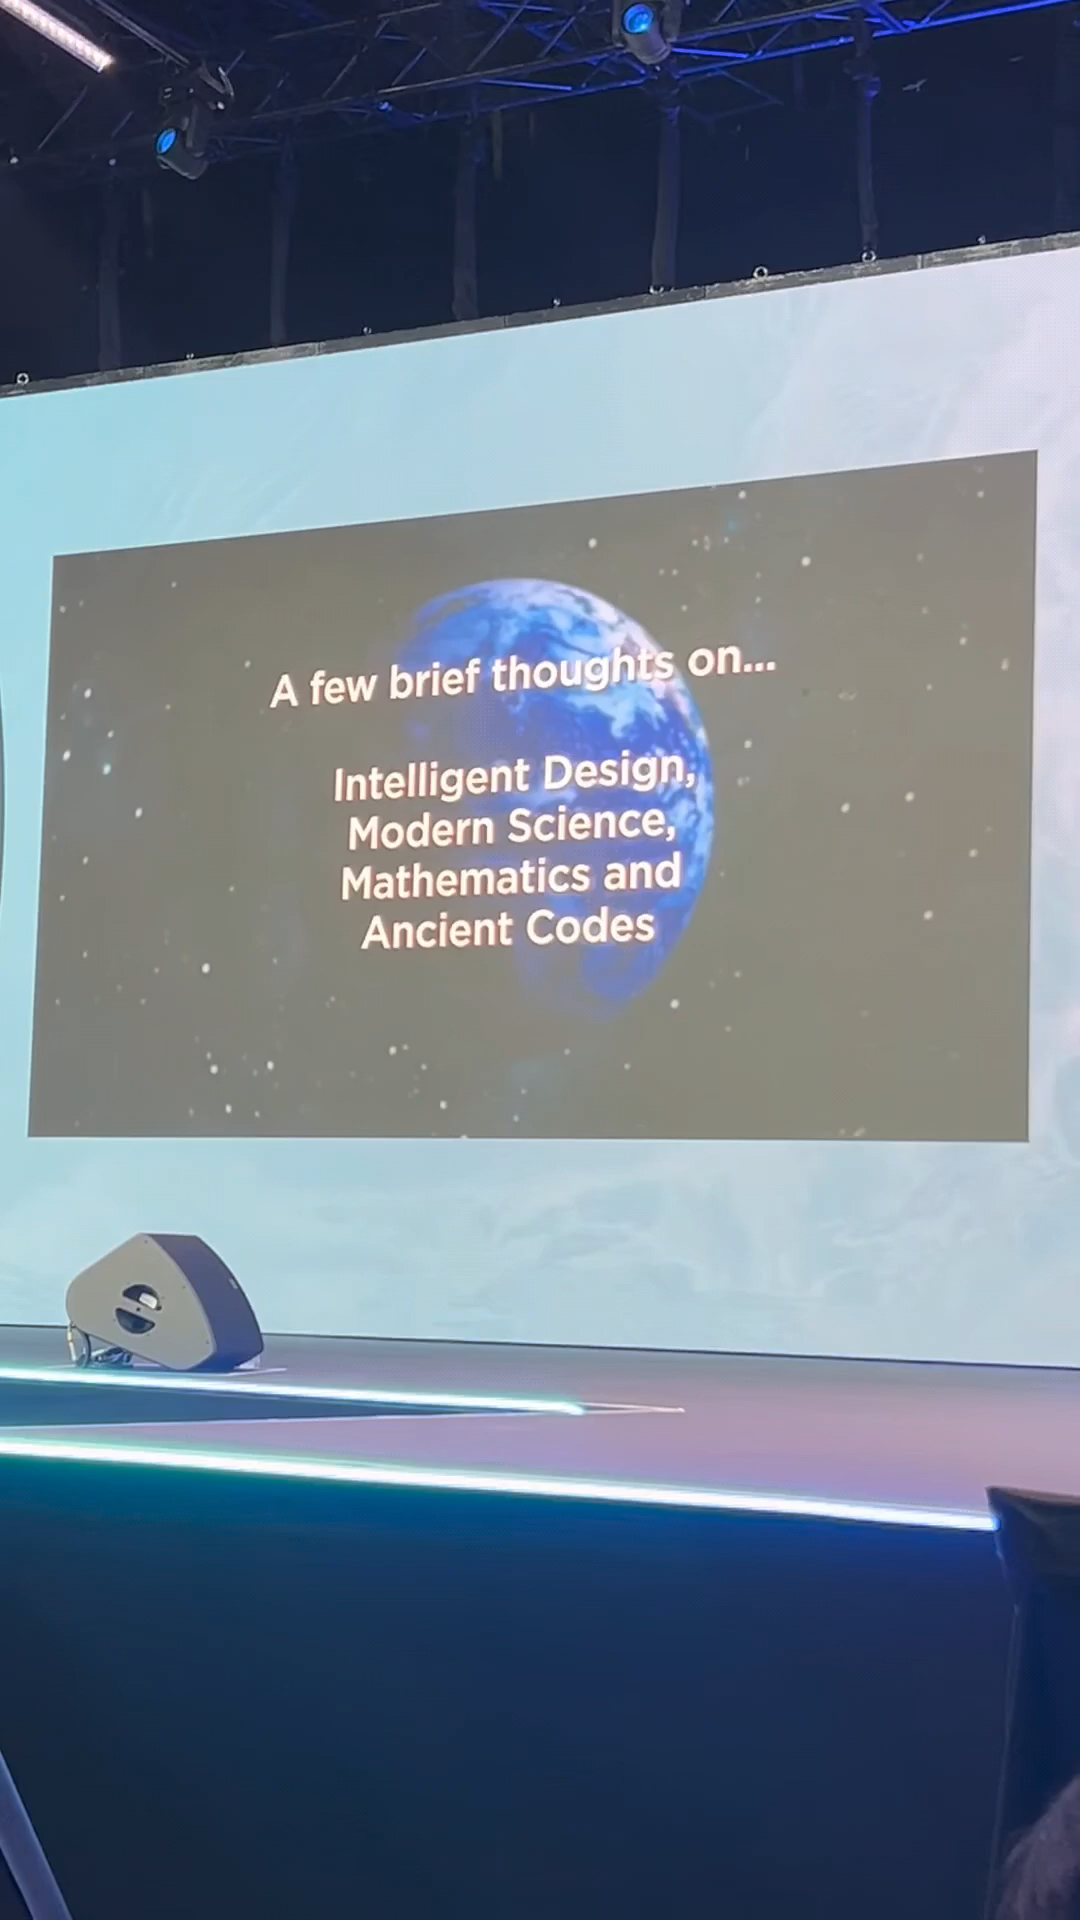 A few brief thoughts on...
Intelligent Design,
Modern Science,
Mathematics and
Ancient Codes